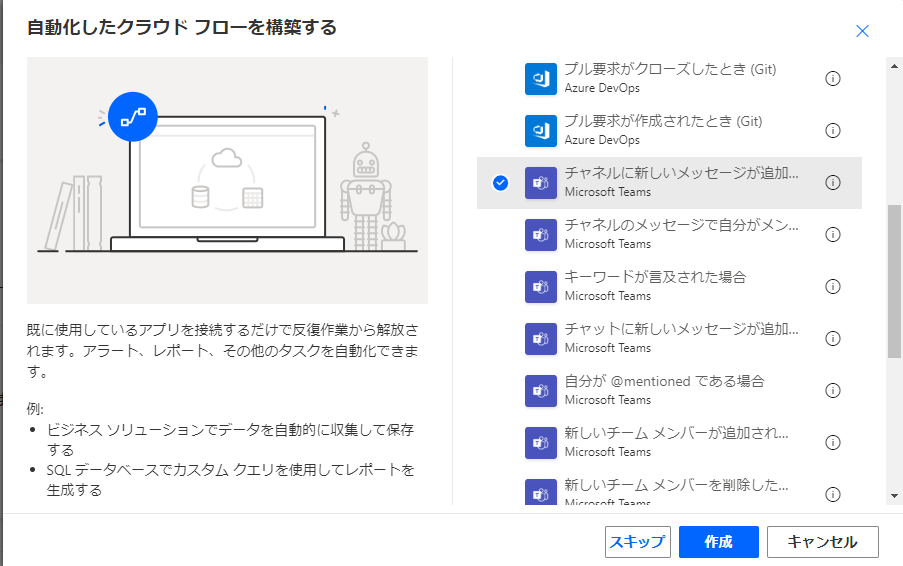 自動化したクラウド フローを構築する
既に使用しているアプリを接続するだけで反復作業から解放さ
れます。アラート、レポート、その他のタスクを自動化できま
す。
例:
ビジネス ソリューションでデータを自動的に収集して保存
する
SQL データベースでカスタム クエリを使用してレポートを
生成する
プル要求がクローズしたとき (Git)
Azure DevOps
プル要求が作成されたとき (Git)
Azure DevOps
チャネルに新しいメッセージが追加...
Microsoft Teams
チャネルのメッセージで自分がメン...
Microsoft Teams
キーワードが言及された場合
Microsoft Teams
チャットに新しいメッセージが追加...
Microsoft Teams
自分が @mentioned である場合
Microsoft Teams
新しいチーム メンバーが追加され...
Microsoft Teams
新しいチーム メンバーを削除した...
Microsoft Teams
スキップ
作成
キャンセル